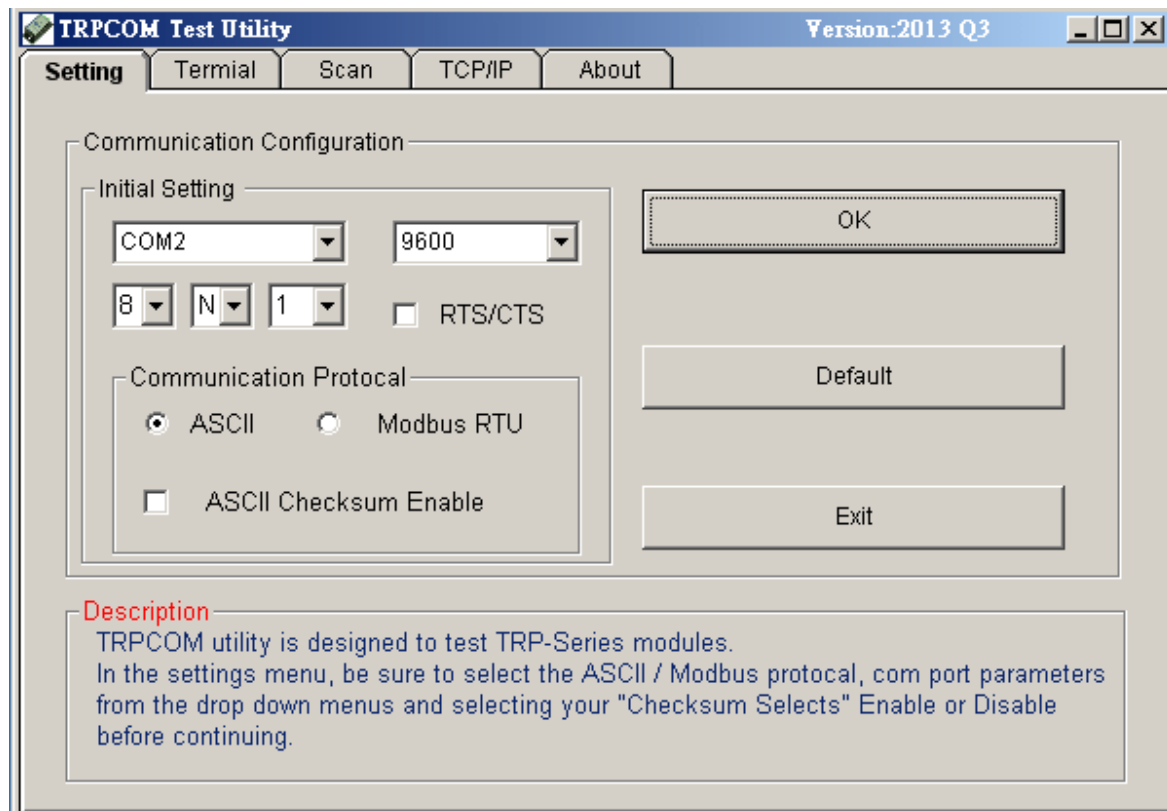 TRPCOM Test Utility Version:2013 Q3
Setting Termial Scan TCP/IP About
Communication Configuration
Initial Setting
COM2 9600
8 N 1 RTS/CTS
Communication Protocal
ASCII Modbus RTU
ASCII Checksum Enable
OK
Default
Exit
Description
TRPCOM utility is designed to test TRP-Series modules.
In the settings menu, be sure to select the ASCII / Modbus protocal, com port parameters
from the drop down menus and selecting your "Checksum Selects" Enable or Disable
before continuing.